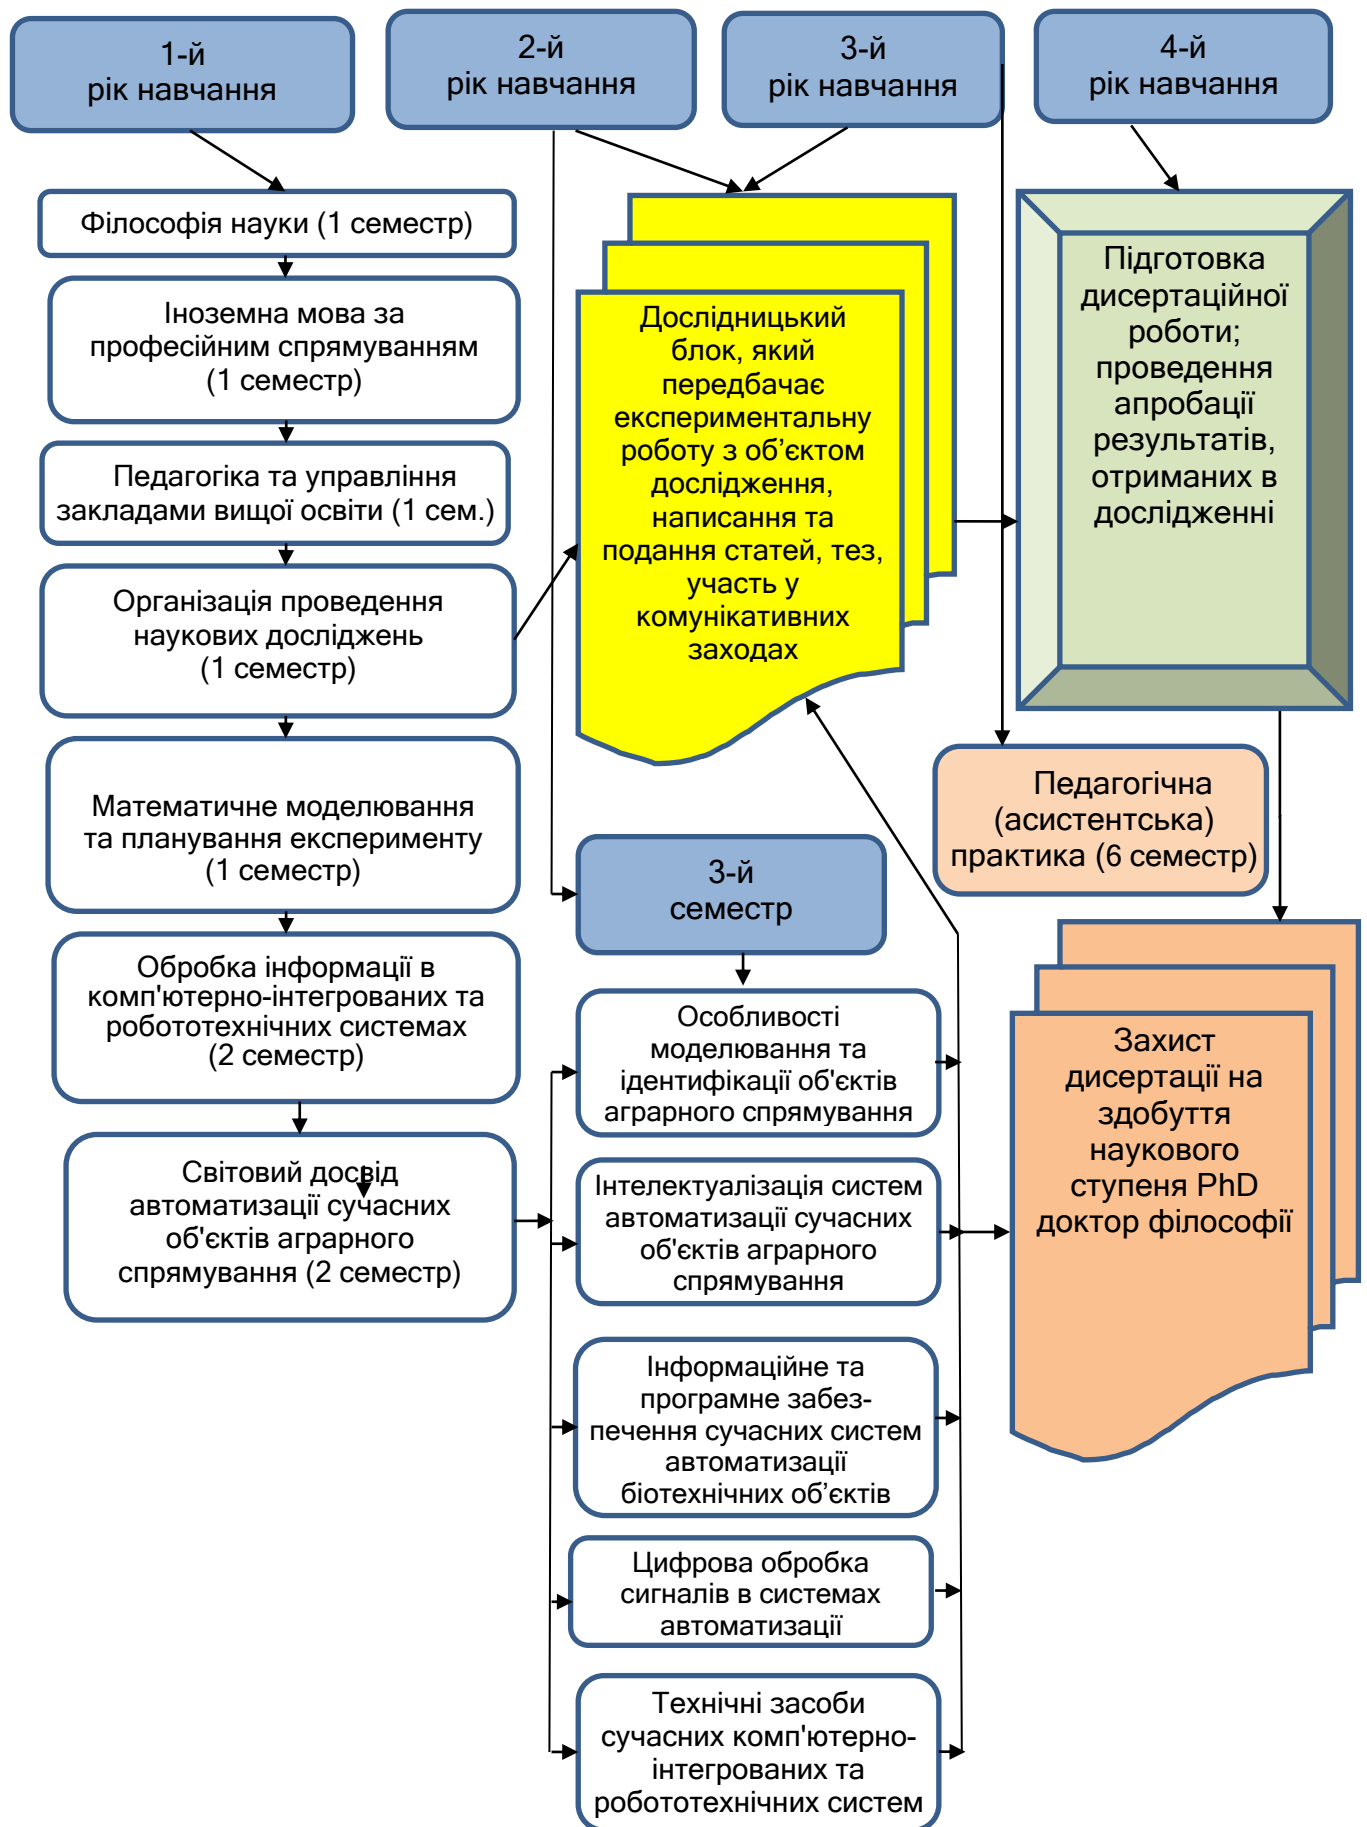 1-й
рік навчання
2-й
рік навчання
3-й
рік навчання
4-й
рік навчання
Філософія науки (1 семестр)
Іноземна мова за
професійним спрямуванням
(1 семестр)
Педагогіка та управління
закладами вищої освіти (1 сем.)
Організація проведення
наукових досліджень
(1 семестр)
Математичне моделювання
та планування експерименту
(1 семестр)
Обробка інформації в
комп'ютерно-інтегрованих та
робототехнічних системах
(2 семестр)
Світовий досвід
автоматизації сучасних
об'єктів аграрного
спрямування (2 семестр)
Дослідницький
блок, який
передбачає
експериментальну
роботу з об’єктом
дослідження,
написання та
подання статей, тез,
участь у
комунікативних
заходах
3-й
семестр
Особливості
моделювання та
ідентифікації об'єктів
аграрного спрямування
Інтелектуалізація систем
автоматизації сучасних
об'єктів аграрного
спрямування
Інформаційне та
програмне забез-
печення сучасних систем
автоматизації
біотехнічних об’єктів
Цифрова обробка
сигналів в системах
автоматизації
Технічні засоби
сучасних комп'ютерно-
інтегрованих та
робототехнічних систем
Підготовка
дисертаційної
роботи;
проведення
апробації
результатів,
отриманих в
дослідженні
Педагогічна
(асистентська)
практика (6 семестр)
Захист
дисертації на
здобуття
наукового
ступеня PhD
доктор філософії